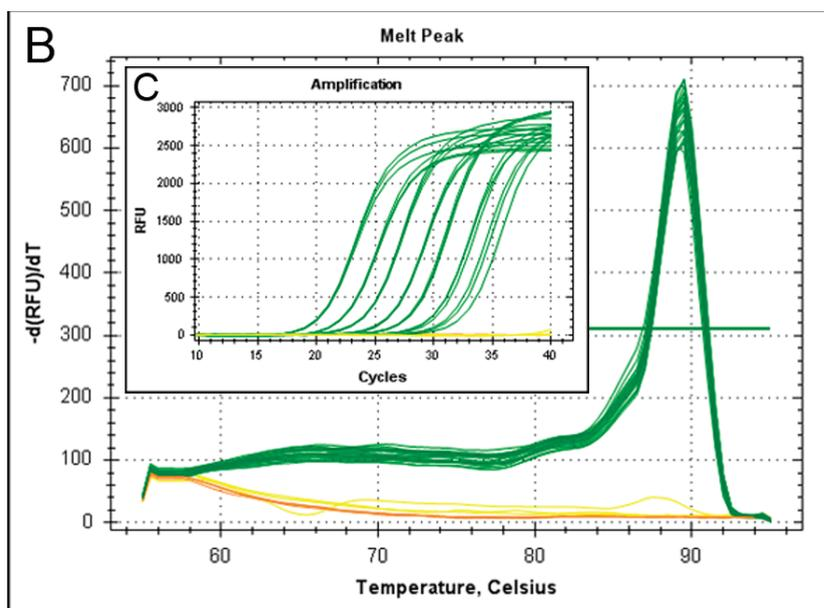 B
Melt Peak
C
Amplification
3000
2500
2000
1500
1000
500
0
RFU
10 15 20 25 30 35 40
Cycles
700
600
500
400
300
200
100
0
-d(RFU)/dT
60 70 80 90
Temperature, Celsius